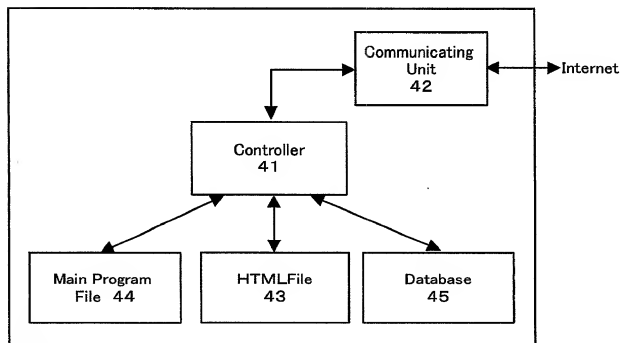 Communicating
Unit
42
Internet
Controller
41
Main Program
File 44
HTMLFile
43
Database
45